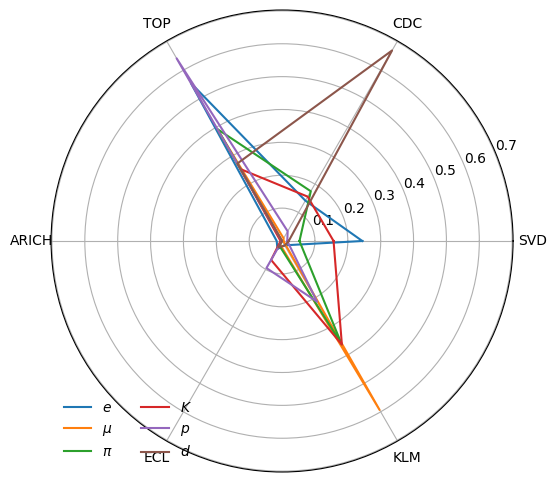 TOP CDC
0.7
0.6
0.5
0.4
0.3
0.2
0.1
ARICH SVD
e K
μ p
π d
ECL KLM